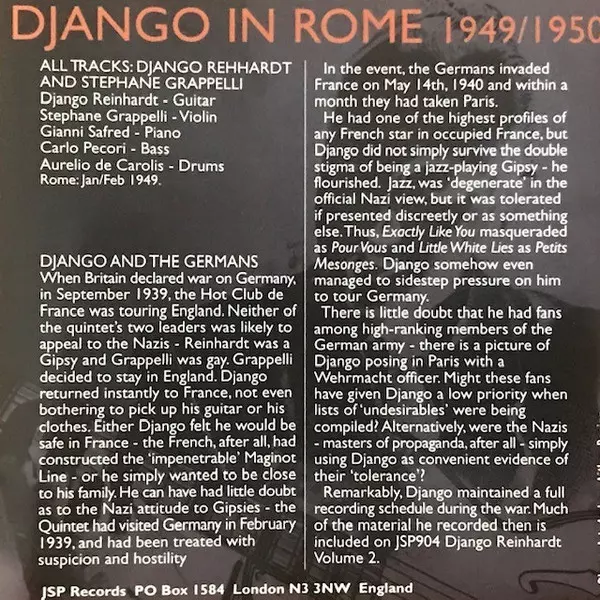 DJANGO IN ROME 1949/1950
ALL TRACKS: DJANGO REHHARDT
AND STEPHANE GRAPPELLI
Django Reinhardt - Guitar
Stephane Grappelli - Violin
Gianni Safred - Piano
Carlo Pecori - Bass
Aurelio de Carolis - Drums
Rome: Jan/Feb 1949.
DJANGO AND THE GERMANS
When Britain declared war on Germany,
in September 1939, the Hot Club de
France was touring England. Neither of
the quintet's two leaders was likely to
appeal to the Nazis - Reinhardt was a
Gipsy and Grappelli was gay. Grappelli
decided to stay in England. Django
returned instantly to France, not even
bothering to pick up his guitar or his
clothes. Either Django felt he would be
safe in France - the French, after all, had
constructed the 'impenetrable' Maginot
Line - or he simply wanted to be close
to his family. He can have had little doubt
as to the Nazi attitude to Gipsies - the
Quintet had visited Germany in February
1939, and had been treated with
suspicion and hostility
In the event, the Germans invaded
France on May 14th, 1940 and within a
month they had taken Paris.
He had one of the highest profiles of
any French star in occupied France, but
Django did not simply survive the double
stigma of being a jazz-playing Gipsy - he
flourished. Jazz, was 'degenerate' in the
official Nazi view, but it was tolerated
if presented discreetly or as something
else. Thus, Exactly Like You masqueraded
as Pour Vous and Little White Lies as Petits
Mesonges. Django somehow even
managed to sidestep pressure on him
to tour Germany.
There is little doubt that he had fans
among high-ranking members of the
German army - there is a picture of
Django posing in Paris with a
Wehrmacht officer. Might these fans
have given Django a low priority when
lists of 'undesirables' were being
compiled? Alternatively, were the Nazis
- masters of propaganda, after all - simply
using Django as convenient evidence of
their 'tolerance'?
Remarkably, Django maintained a full
recording schedule during the war. Much
of the material he recorded then is
included on JSP904 Django Reinhardt
Volume 2.
JSP Records PO Box 1584 London N3 3NW England